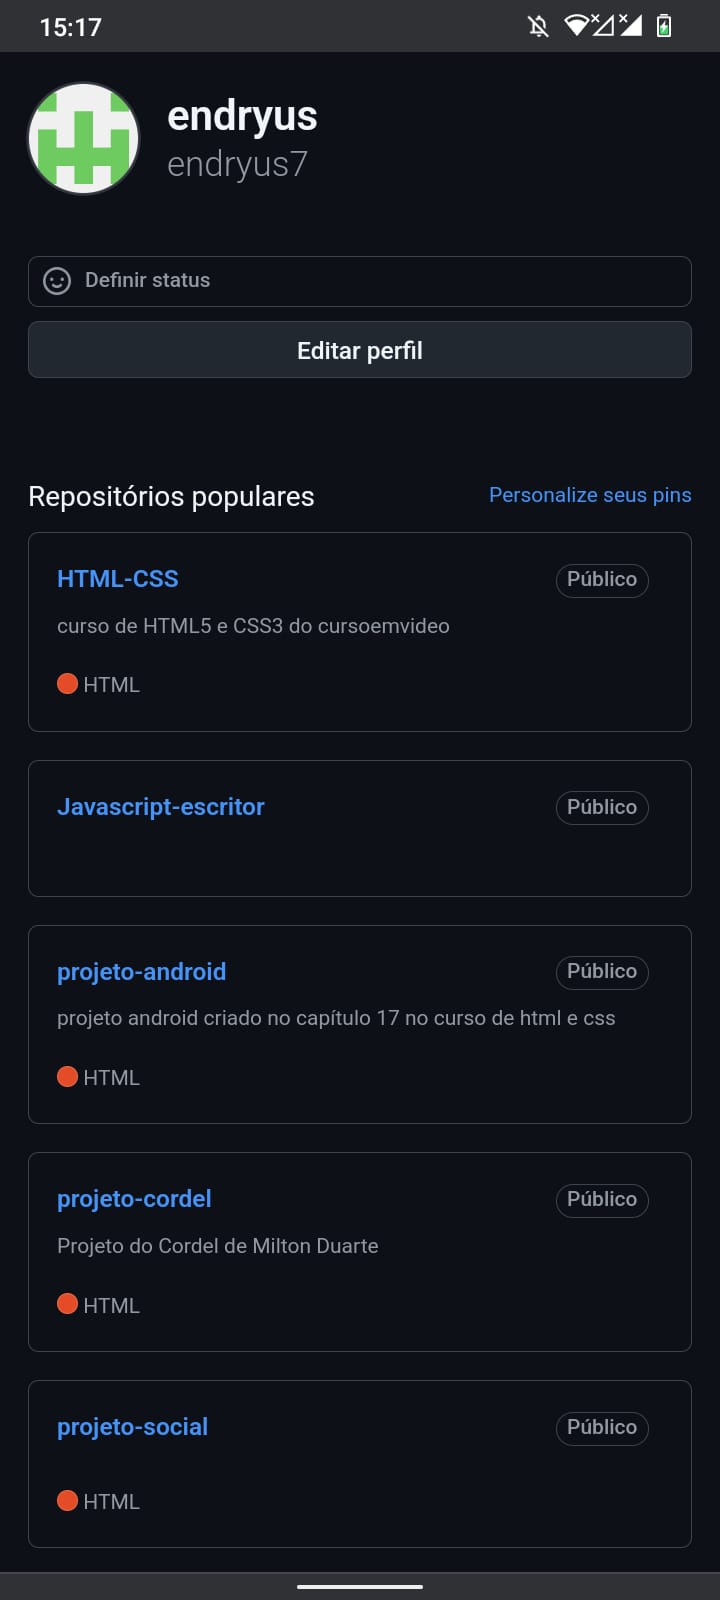 15:17
endryus
endryus7
Definir status
Editar perfil
Repositórios populares
Personalize seus pins
HTML-CSS
Público
curso de HTML5 e CSS3 do cursoemvideo
HTML
Javascript-escritor
Público
projeto-android
Público
projeto android criado no capítulo 17 no curso de html e css
HTML
projeto-cordel
Público
Projeto do Cordel de Milton Duarte
HTML
projeto-social
Público
HTML